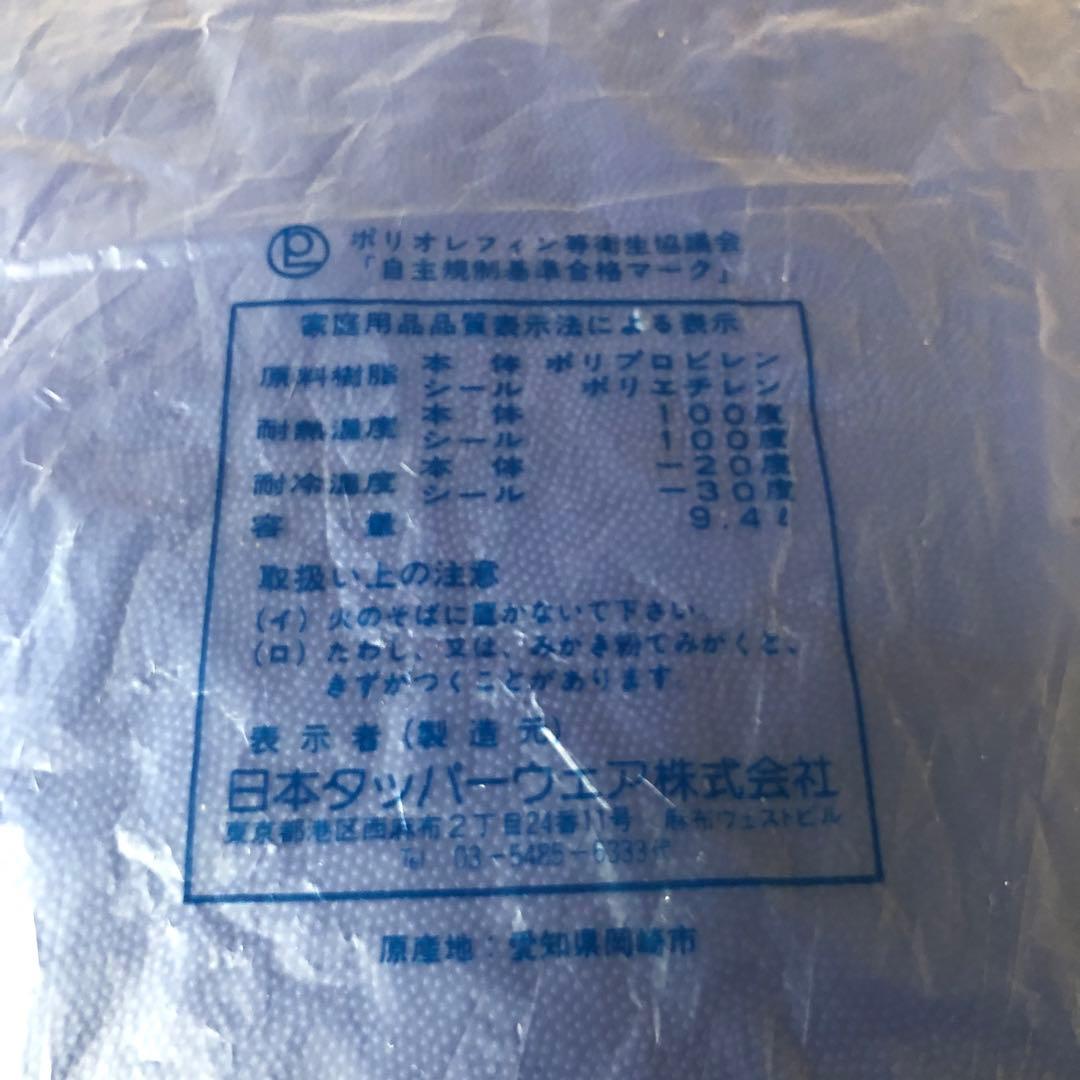 PL ポリオレフィン等衛生協議会
「自主規制基準合格マーク」
家庭用品品質表示法による表示
原料樹脂 本体 ポリプロピレン
シール ポリエチレン
耐熱温度 本体 100度
シール 100度
耐冷温度 本体 -20度
シール -30度
容量 9.4ℓ
取扱い上の注意
(イ) 火のそばに置かないで下さい。
(ロ) たわし、又は、みがき粉でみがくと、
きずがつくことがあります
表示者(製造元)
日本タッパーウエア株式会社
東京都港区西麻布2丁目24番11号 麻布ウェストビル
Tel 03-5485-6333代
原産地:愛知県岡崎市